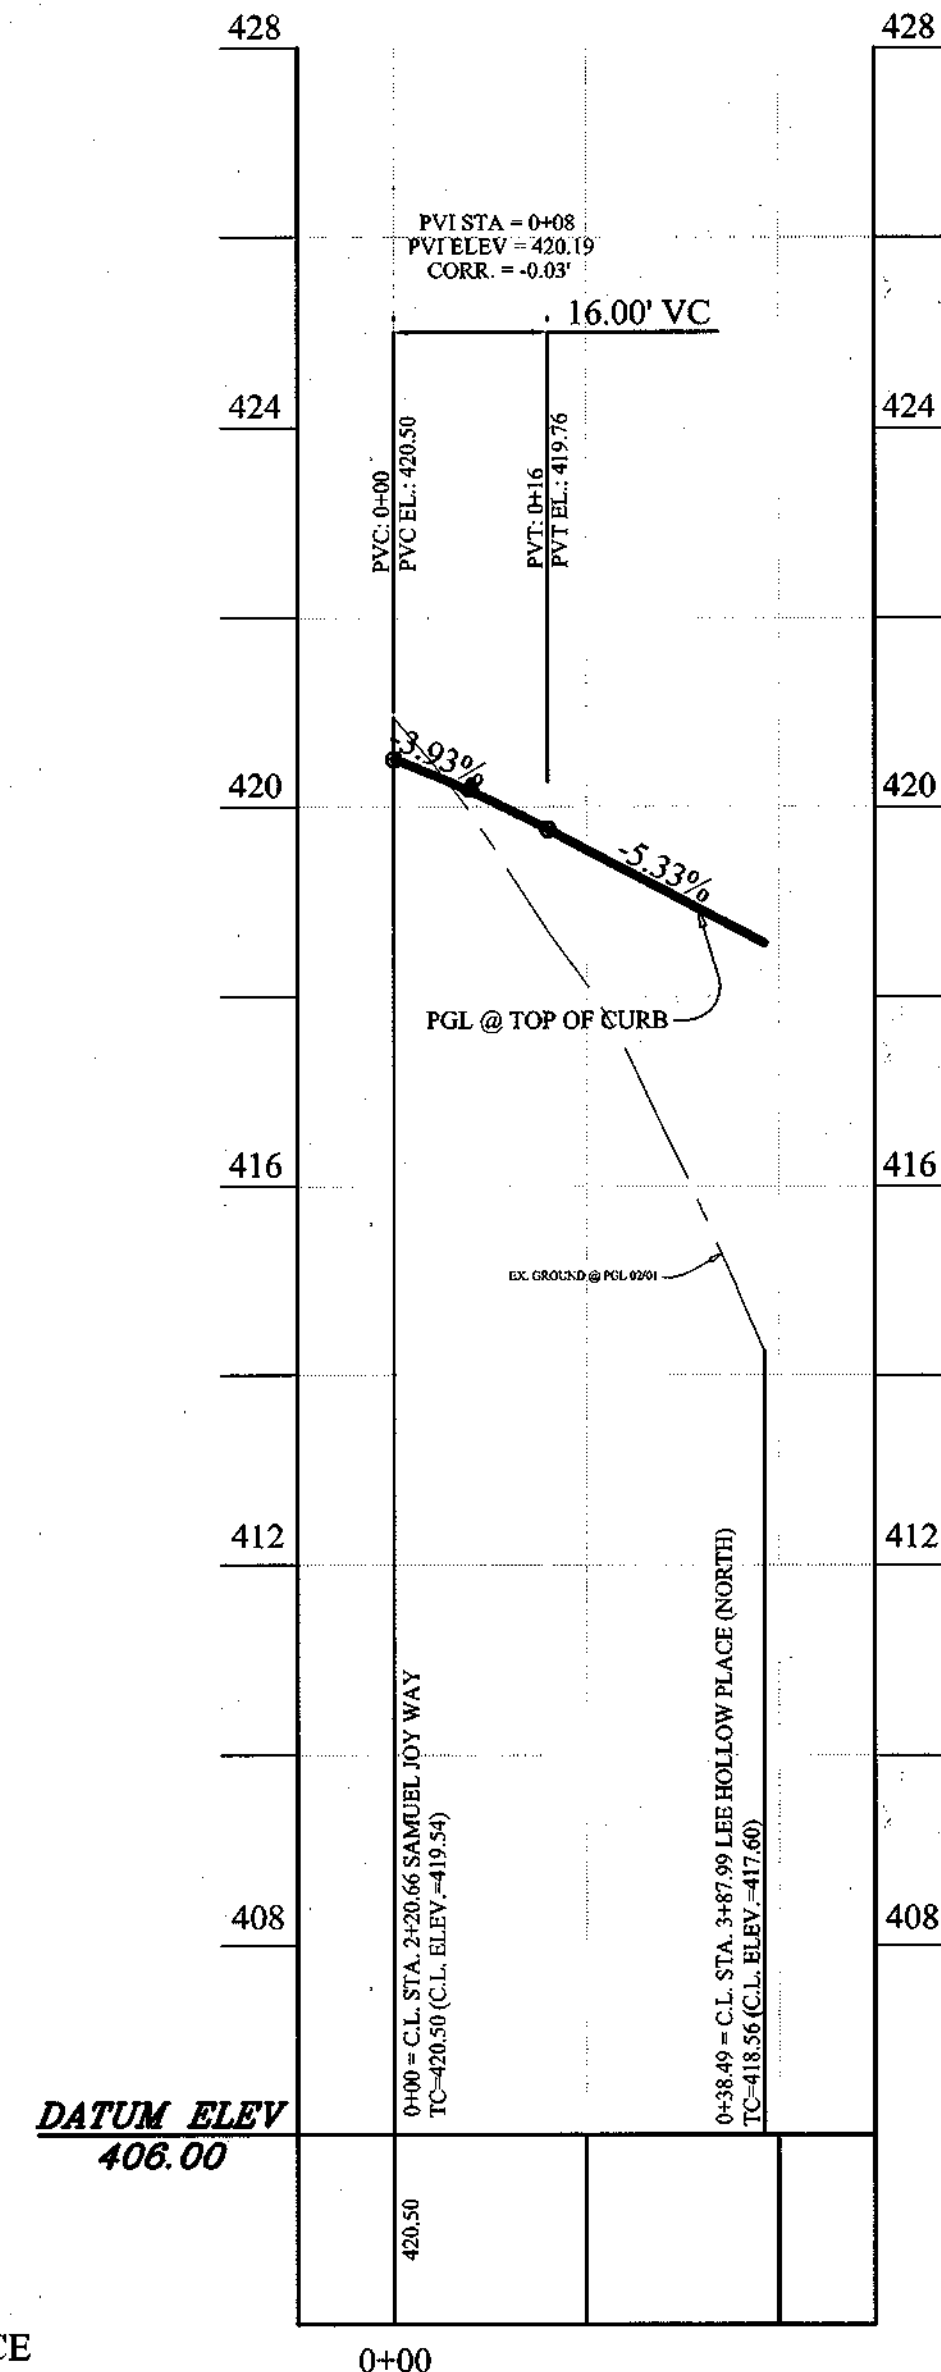 428
428
PVI STA = 0+08
PVI ELEV = 420.19
CORR. = -0.03'
16.00' VC
424
424
PVC: 0+00
PVC EL.: 420.50
PVT: 0+16
PVT EL.: 419.76
-3.93%
420
420
-5.33%
PGL @ TOP OF CURB
416
416
EX. GROUND @ PGL 02/01
412
412
0+00 = C.L. STA. 2+20.66 SAMUEL JOY WAY
TC=420.50 (C.L. ELEV.=419.54)
0+38.49 = C.L. STA. 3+87.99 LEE HOLLOW PLACE (NORTH)
TC=418.56 (C.L. ELEV.=417.60)
408
408
DATUM ELEV
406.00
420.50
CE
0+00